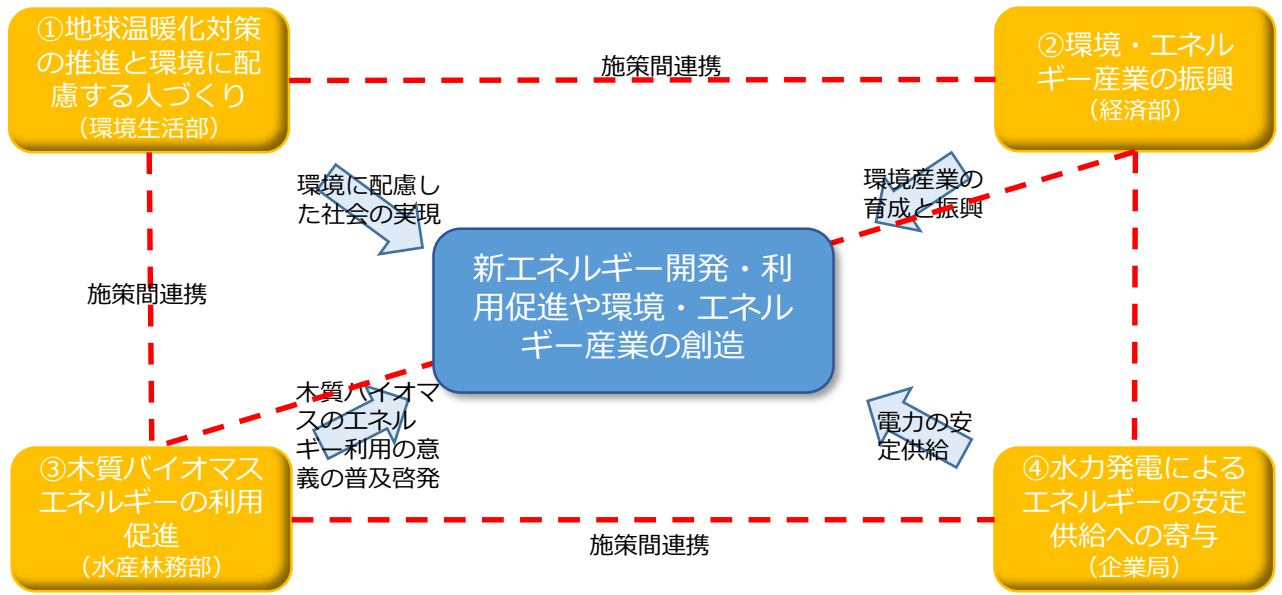 ①地球温暖化対策
の推進と環境に配
慮する人づくり
（環境生活部）
施策間連携
②環境・エネル
ギー産業の振興
（経済部）
環境に配慮し
た社会の実現
環境産業の
育成と振興
新エネルギー開発・利
用促進や環境・エネル
ギー産業の創造
施策間連携
木質バイオマ
スのエネル
ギー利用の意
義の普及啓発
電力の安
定供給
③木質バイオマス
エネルギーの利用
促進
（水産林務部）
施策間連携
④水力発電による
エネルギーの安定
供給への寄与
（企業局）